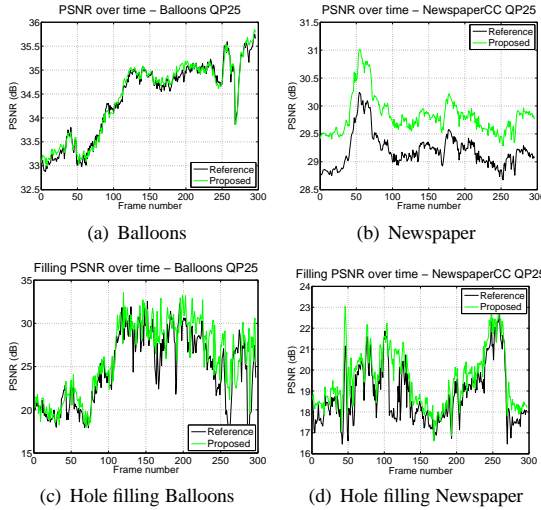 PSNR over time – Balloons QP25
PSNR (dB)
36
35.5
35
34.5
34
33.5
33
32.5
0 50 100 150 200 250 300
Frame number
Reference
Proposed
(a) Balloons
PSNR over time – NewspaperCC QP25
PSNR (dB)
31.5
31
30.5
30
29.5
29
28.5
0 50 100 150 200 250 300
Frame number
Reference
Proposed
(b) Newspaper
Filling PSNR over time – Balloons QP25
PSNR (dB)
35
30
25
20
15
0 50 100 150 200 250 300
Frame number
Reference
Proposed
(c) Hole filling Balloons
Filling PSNR over time – NewspaperCC QP25
PSNR (dB)
24
23
22
21
20
19
18
17
16
0 50 100 150 200 250 300
Frame number
Reference
Proposed
(d) Hole filling Newspaper